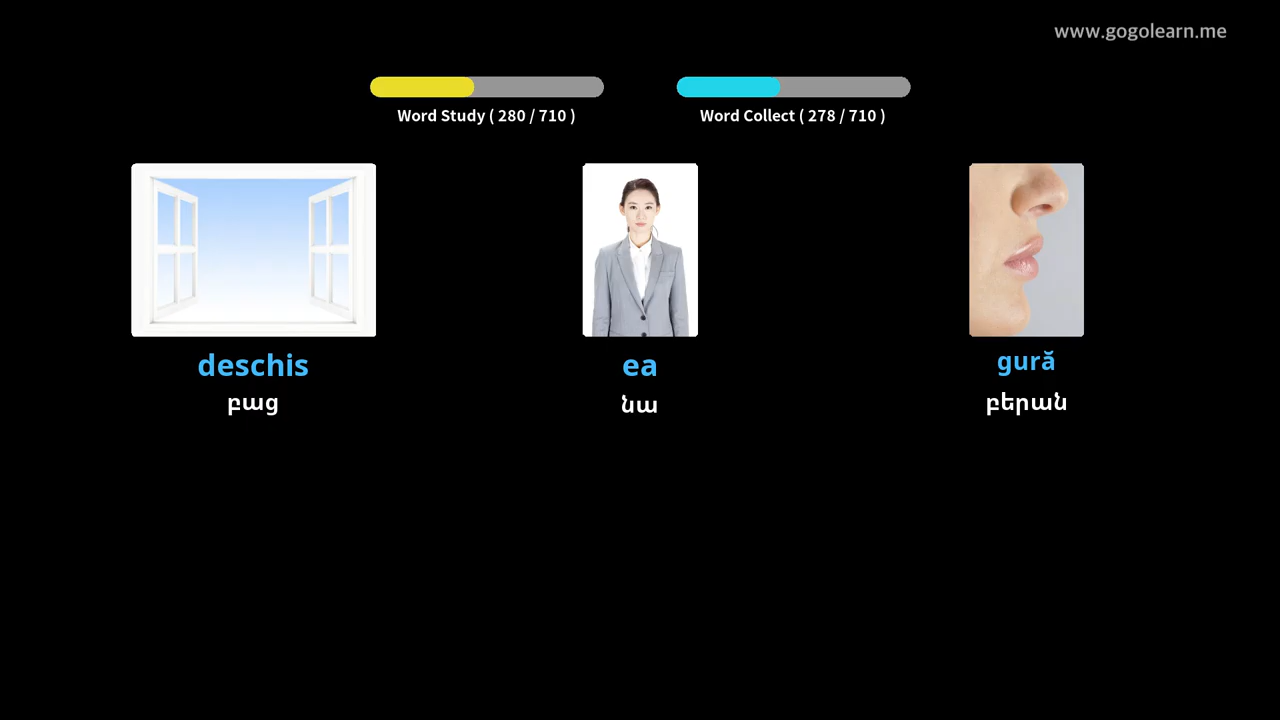 www.gogolearn.me
Word Study ( 280 / 710 )
Word Collect ( 278 / 710 )
deschis
ea
gură
բաց
նա
բերան